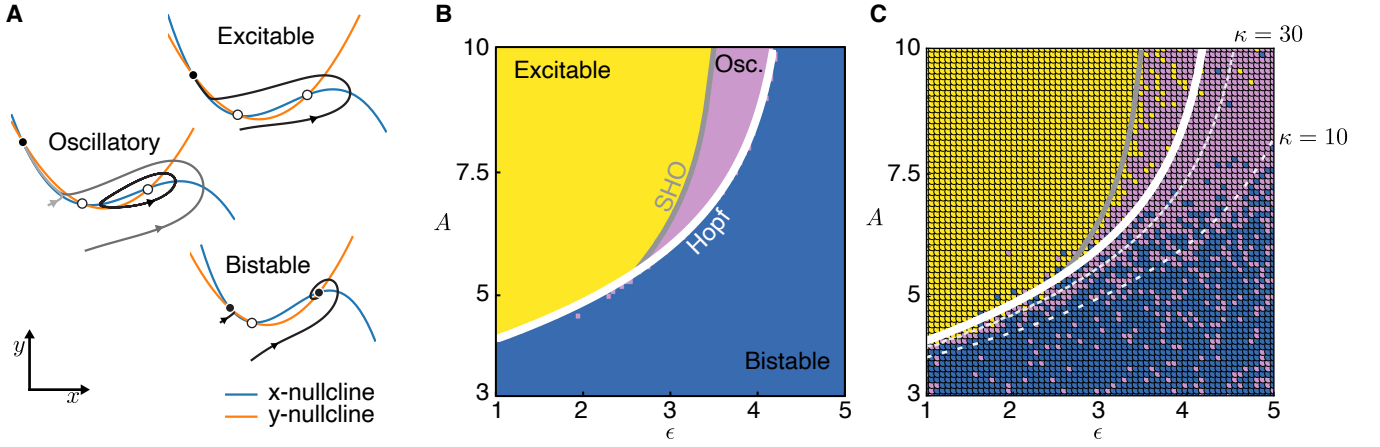 A
Excitable
Oscillatory
Bistable
y
x
x-nullcline
y-nullcline
B
10
7.5
5
3
A
Excitable
Osc.
SHO
Hopf
Bistable
1
2
3
4
5
ϵ
C
κ = 30
κ = 10
10
7.5
5
3
A
1
2
3
4
5
ϵ